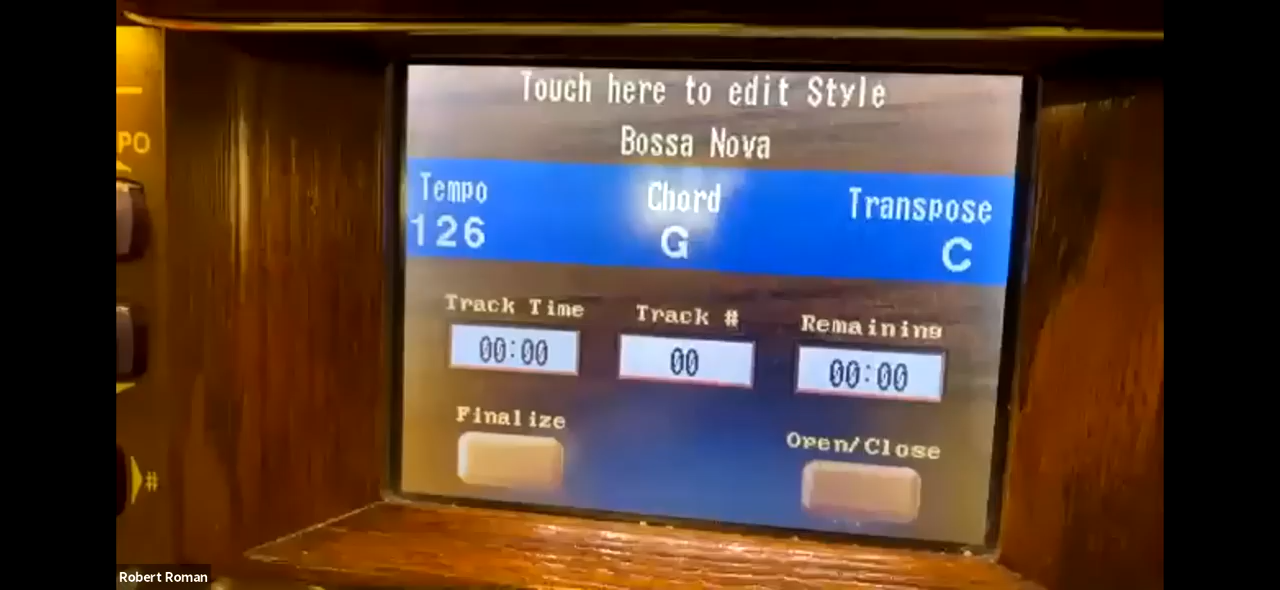 Touch here to edit Style
Bossa Nova
Tempo Chord Transpose
126 G C
Track Time Track # Remaining
00:00 00 00:00
Finalize Open/Close
PO
#
Robert Roman